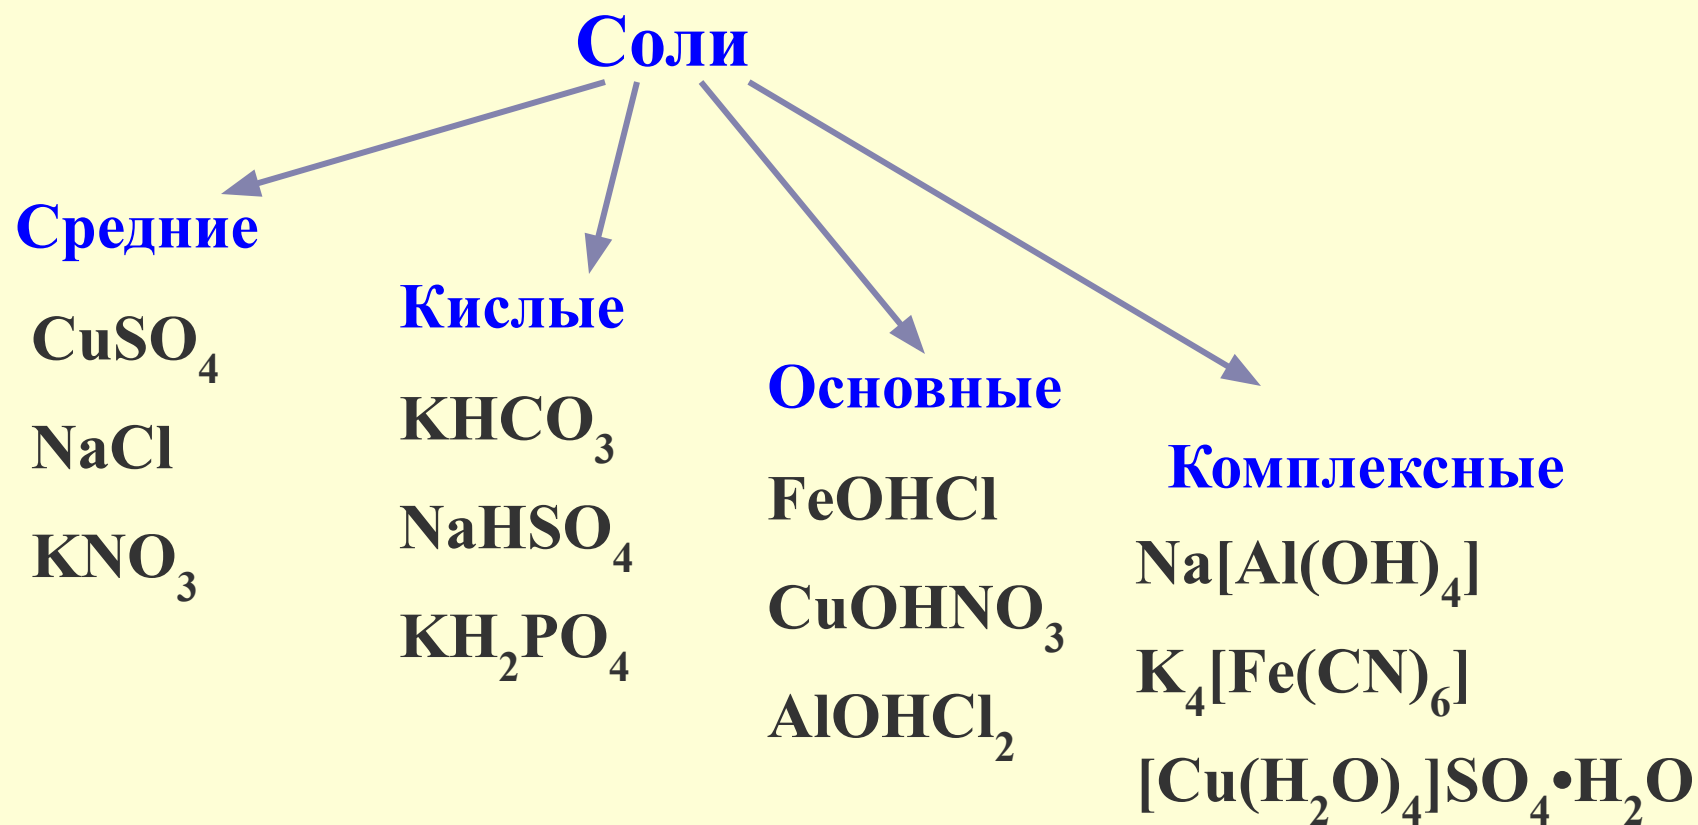 Соли
Средние
CuSO₄
NaCl
KNO₃
Кислые
KHCO₃
NaHSO₄
KH₂PO₄
Основные
FeOHCl
CuOHNO₃
AlOHCl₂
Комплексные
Na[Al(OH)₄]
K₄[Fe(CN)₆]
[Cu(H₂O)₄]SO₄•H₂O